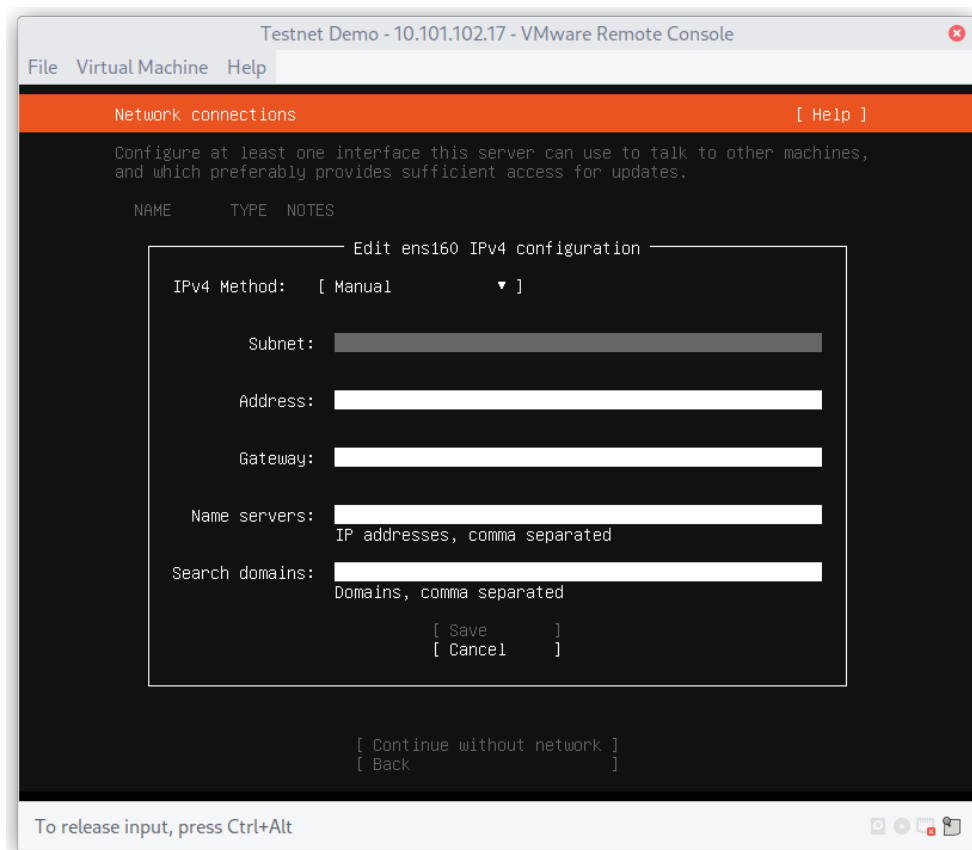 Testnet Demo - 10.101.102.17 - VMware Remote Console
File Virtual Machine Help
Network connections [ Help ]
Configure at least one interface this server can use to talk to other machines,
and which preferably provides sufficient access for updates.
NAME TYPE NOTES
Edit ens160 IPv4 configuration
IPv4 Method: [ Manual ▾ ]
Subnet:
Address:
Gateway:
Name servers:
IP addresses, comma separated
Search domains:
Domains, comma separated
[ Save ]
[ Cancel ]
[ Continue without network ]
[ Back ]
To release input, press Ctrl+Alt